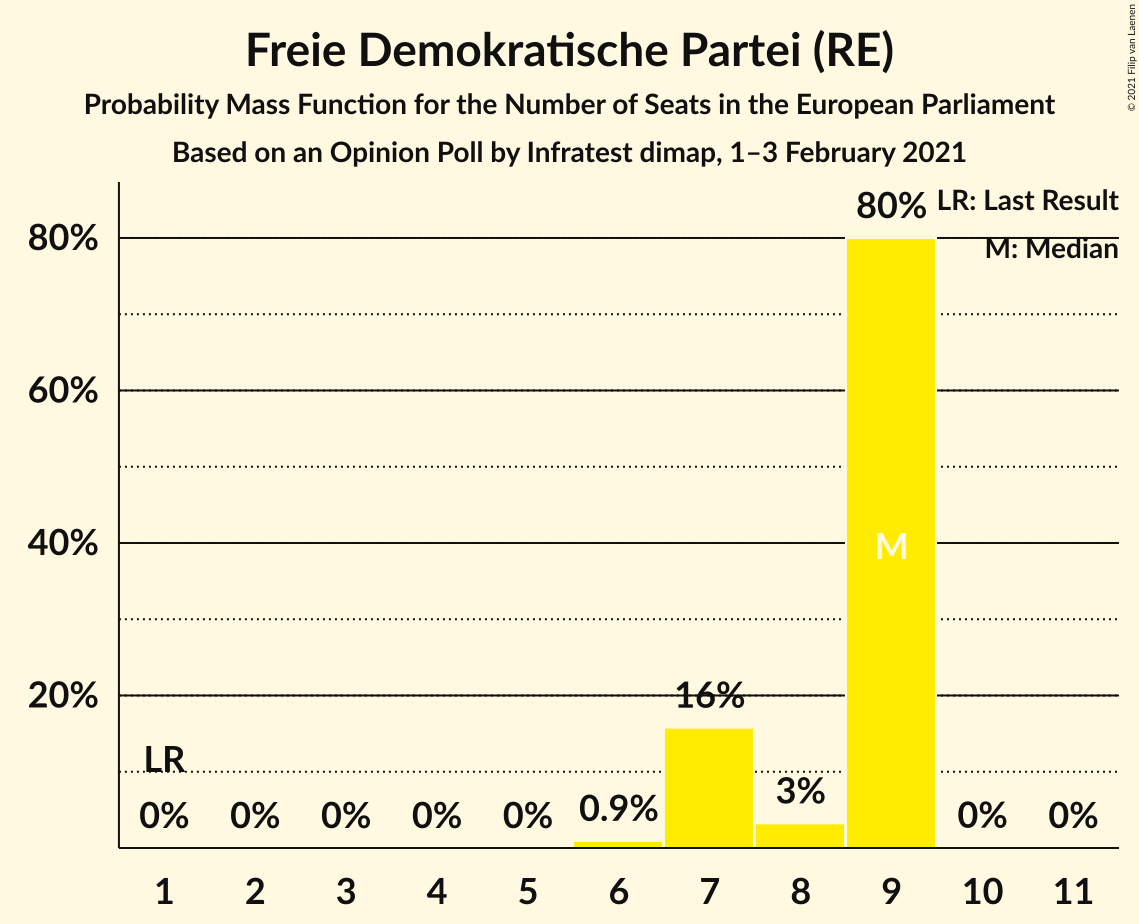 Freie Demokratische Partei (RE)
Probability Mass Function for the Number of Seats in the European Parliament
Based on an Opinion Poll by Infratest dimap, 1–3 February 2021
© 2021 Filip van Laenen
LR: Last Result
M: Median
80%
80%
60%
40%
M
20%
16%
LR
3%
0.9%
0% 0% 0% 0% 0% 0% 0%
1 2 3 4 5 6 7 8 9 10 11